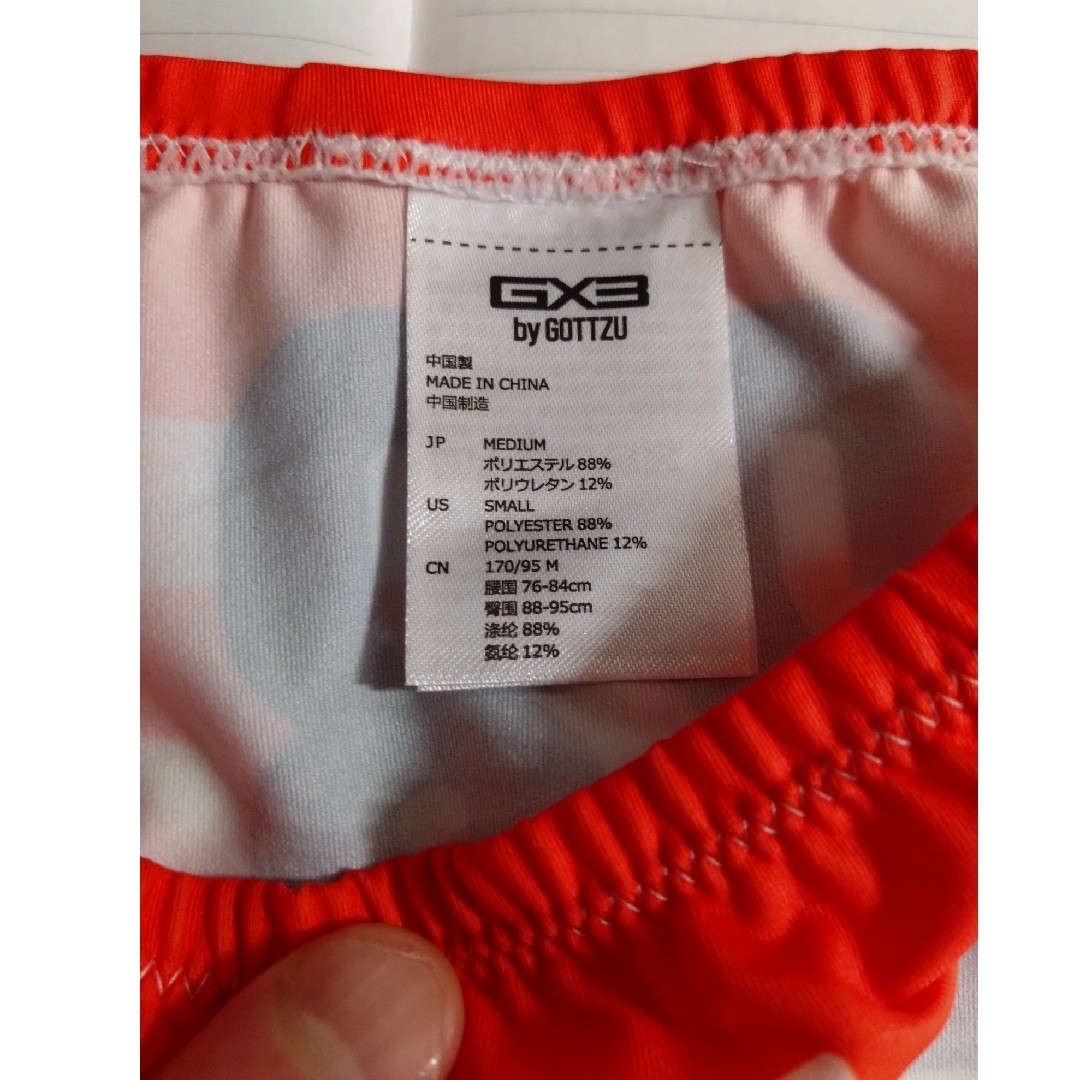 GX3
by GOTTZU
中国製
MADE IN CHINA
中国制造
JP MEDIUM
ポリエステル 88%
ポリウレタン 12%
US SMALL
POLYESTER 88%
POLYURETHANE 12%
CN 170/95 M
腰围 76-84cm
臀围 88-95cm
涤纶 88%
氨纶 12%